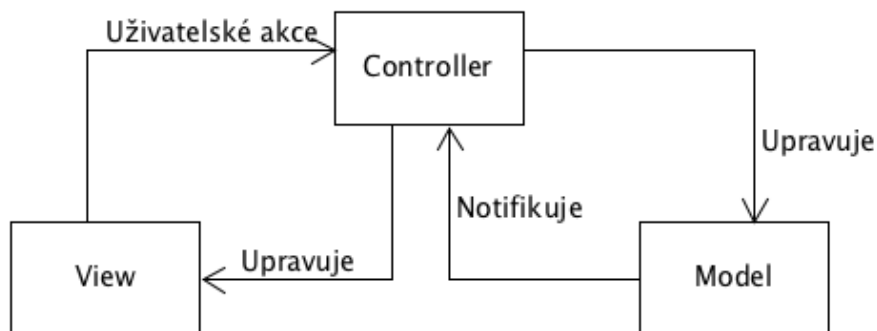 Uživatelské akce
Controller
Upravuje
Notifikuje
Upravuje
View
Model